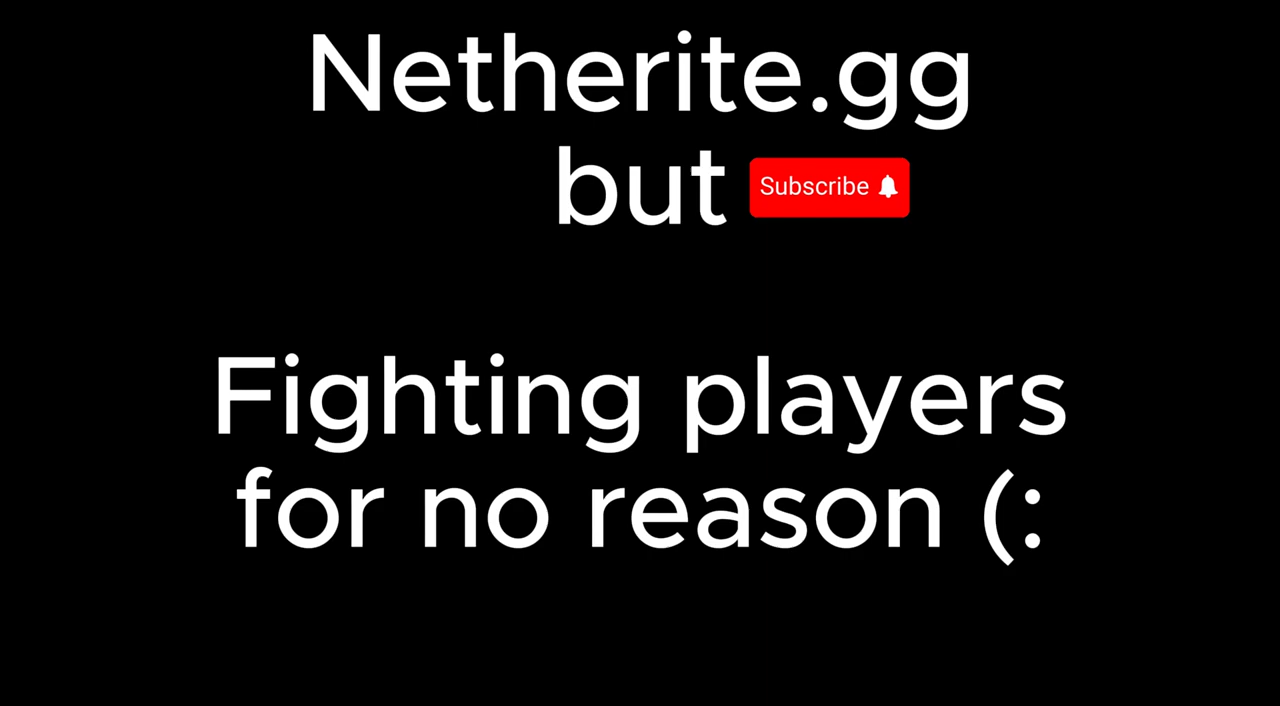 Netherite.gg
but Subscribe
Fighting players
for no reason (: